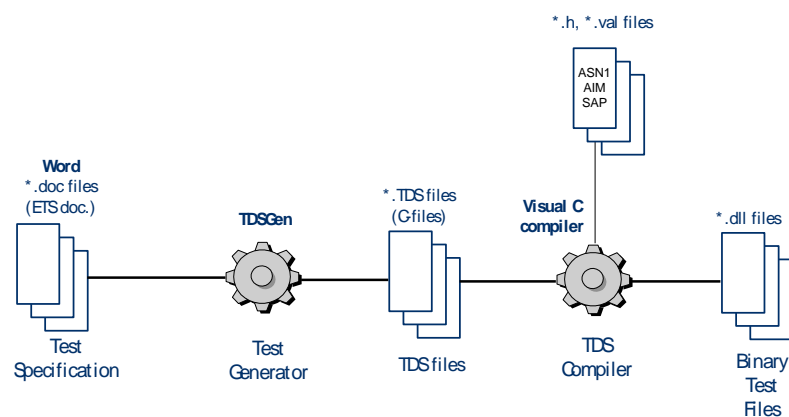 *.h, *.val files
ASN1
AIM
SAP
Word
*.doc files
(ETS doc.)
TDSGen
*.TDS files
(C-files)
Visual C
compiler
*.dll files
Test
Specification
Test
Generator
TDS files
TDS
Compiler
Binary
Test
Files